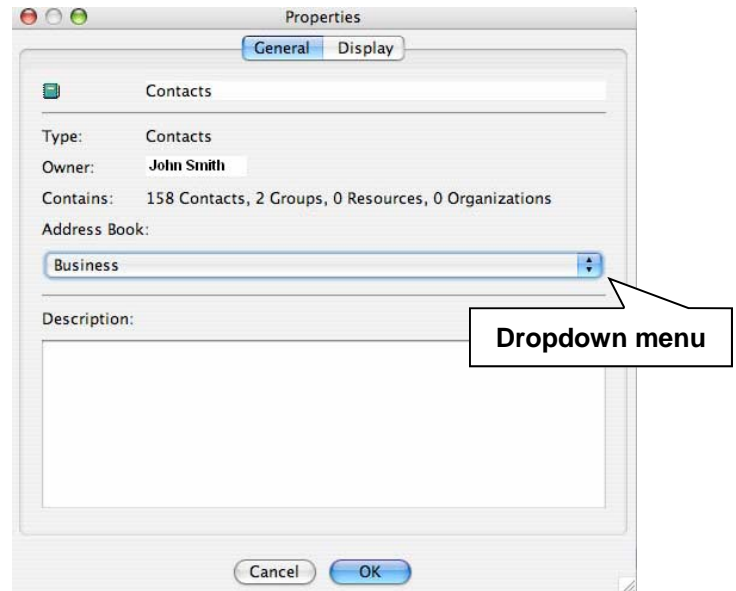 Properties
General Display
Contacts
Type: Contacts
Owner: John Smith
Contains: 158 Contacts, 2 Groups, 0 Resources, 0 Organizations
Address Book:
Business
Dropdown menu
Description:
Cancel OK